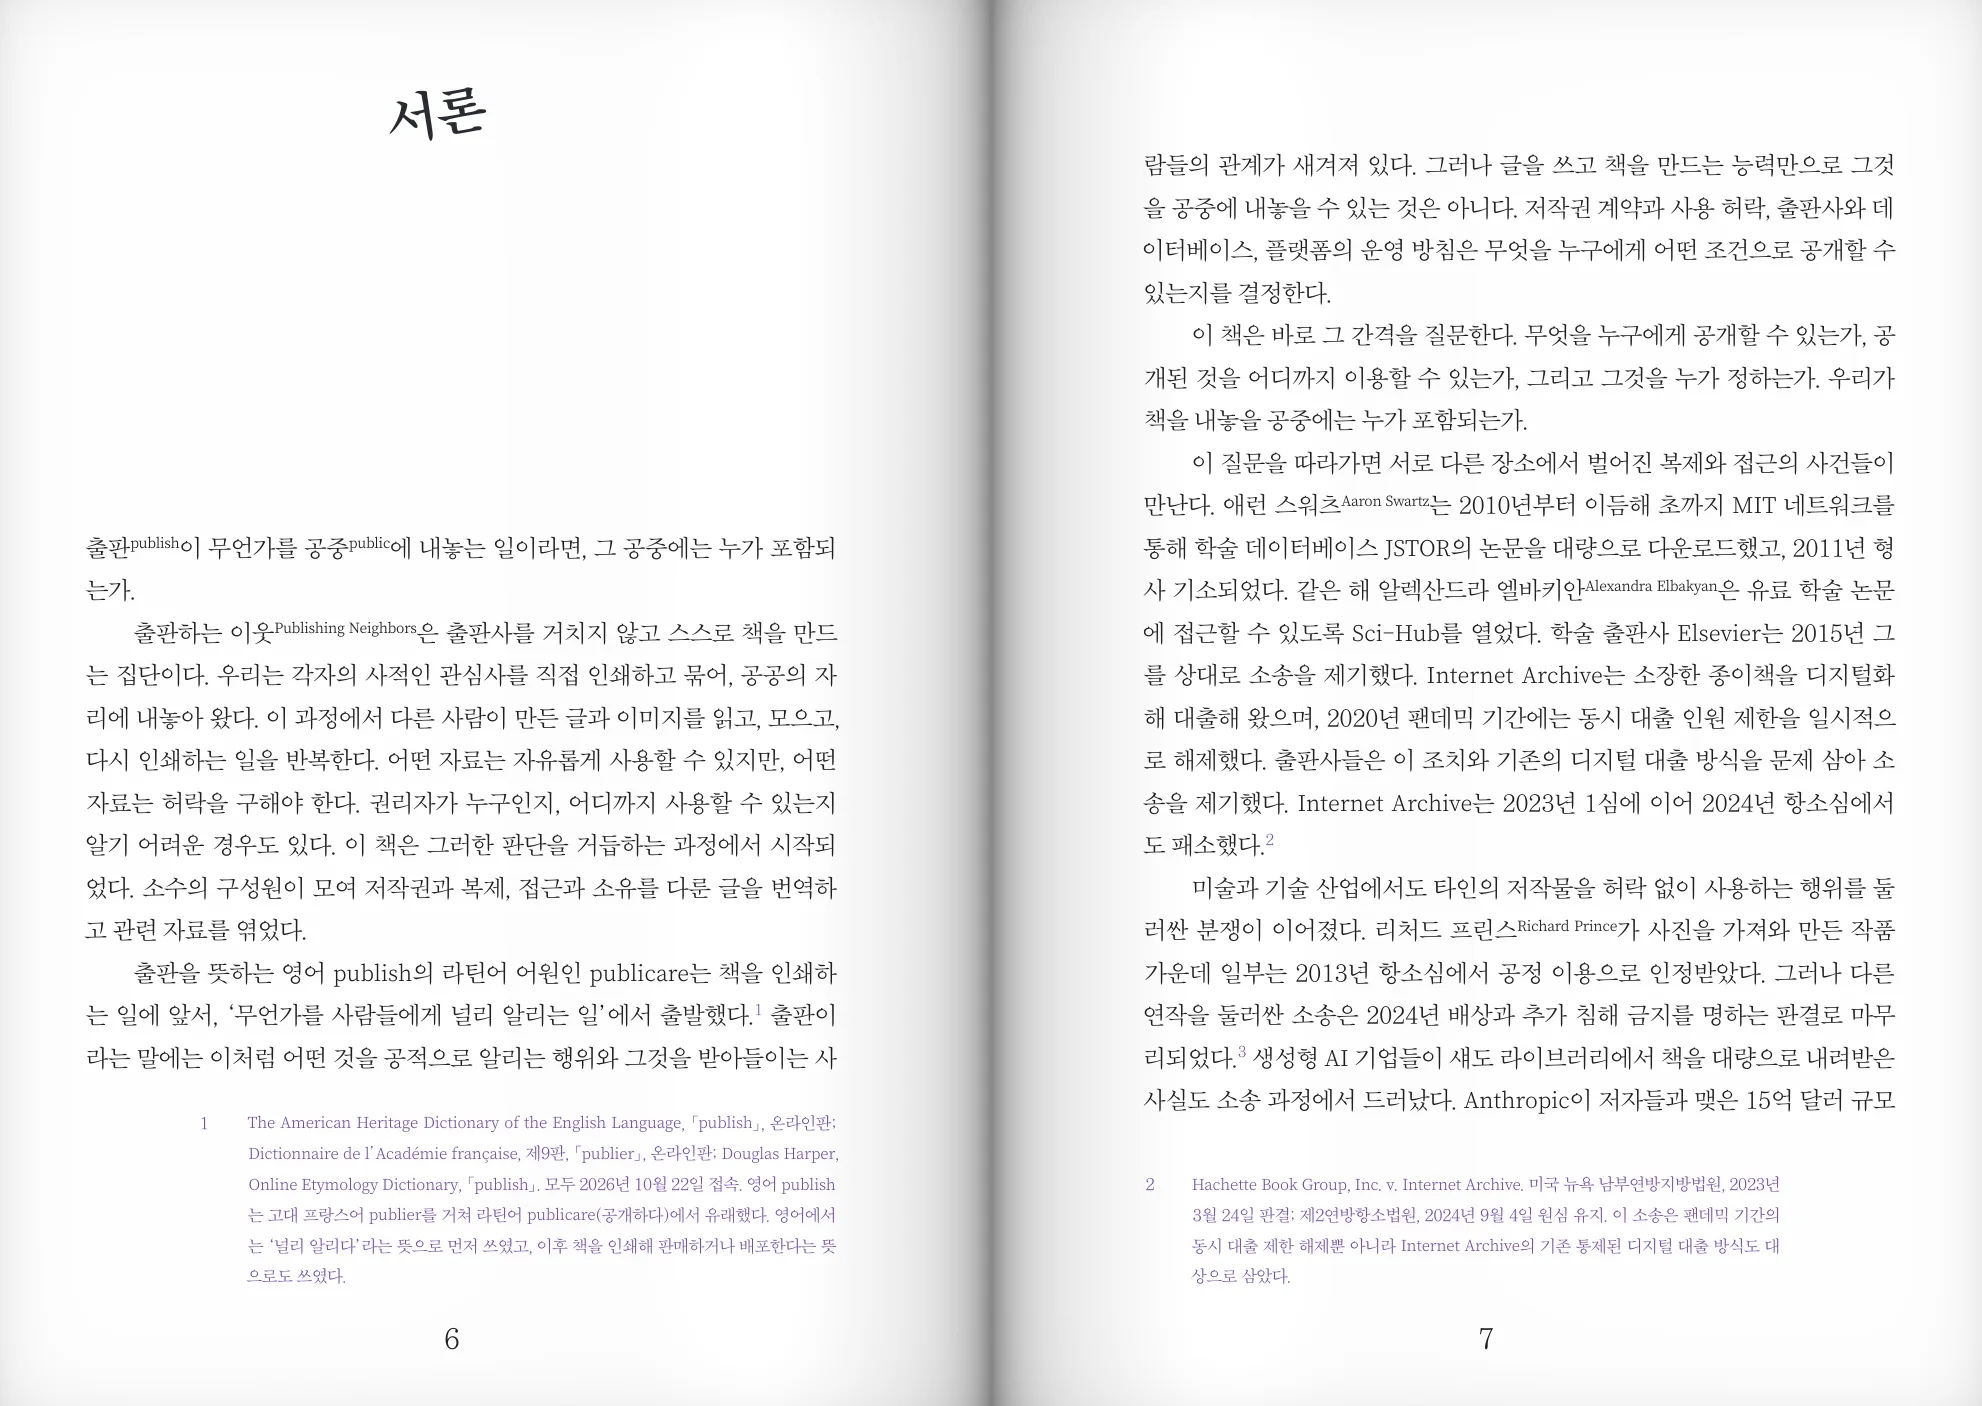 서론
출판publish이 무언가를 공중public에 내놓는 일이라면, 그 공중에는 누가 포함되
는가.
출판하는 이웃Publishing Neighbors은 출판사를 거치지 않고 스스로 책을 만드
는 집단이다. 우리는 각자의 사적인 관심사를 직접 인쇄하고 묶어, 공공의 자
리에 내놓아 왔다. 이 과정에서 다른 사람이 만든 글과 이미지를 읽고, 모으고,
다시 인쇄하는 일을 반복한다. 어떤 자료는 자유롭게 사용할 수 있지만, 어떤
자료는 허락을 구해야 한다. 권리자가 누구인지, 어디까지 사용할 수 있는지
알기 어려운 경우도 있다. 이 책은 그러한 판단을 거듭하는 과정에서 시작되
었다. 소수의 구성원이 모여 저작권과 복제, 접근과 소유를 다룬 글을 번역하
고 관련 자료를 엮었다.
출판을 뜻하는 영어 publish의 라틴어 어원인 publicare는 책을 인쇄하
는 일에 앞서, ‘무언가를 사람들에게 널리 알리는 일’에서 출발했다.1 출판이
라는 말에는 이처럼 어떤 것을 공적으로 알리는 행위와 그것을 받아들이는 사
1 The American Heritage Dictionary of the English Language, 「publish」, 온라인판;
Dictionnaire de l’Académie française, 제9판, 「publier」, 온라인판; Douglas Harper,
Online Etymology Dictionary, 「publish」. 모두 2026년 10월 22일 접속. 영어 publish
는 고대 프랑스어 publier를 거쳐 라틴어 publicare(공개하다)에서 유래했다. 영어에서
는 ‘널리 알리다’라는 뜻으로 먼저 쓰였고, 이후 책을 인쇄해 판매하거나 배포한다는 뜻
으로도 쓰였다.
6
람들의 관계가 새겨져 있다. 그러나 글을 쓰고 책을 만드는 능력만으로 그것
을 공중에 내놓을 수 있는 것은 아니다. 저작권 계약과 사용 허락, 출판사와 데
이터베이스, 플랫폼의 운영 방침은 무엇을 누구에게 어떤 조건으로 공개할 수
있는지를 결정한다.
이 책은 바로 그 간격을 질문한다. 무엇을 누구에게 공개할 수 있는가, 공
개된 것을 어디까지 이용할 수 있는가, 그리고 그것을 누가 정하는가. 우리가
책을 내놓을 공중에는 누가 포함되는가.
이 질문을 따라가면 서로 다른 장소에서 벌어진 복제와 접근의 사건들이
만난다. 애런 스워츠Aaron Swartz는 2010년부터 이듬해 초까지 MIT 네트워크를
통해 학술 데이터베이스 JSTOR의 논문을 대량으로 다운로드했고, 2011년 형
사 기소되었다. 같은 해 알렉산드라 엘바키안Alexandra Elbakyan은 유료 학술 논문
에 접근할 수 있도록 Sci-Hub를 열었다. 학술 출판사 Elsevier는 2015년 그
를 상대로 소송을 제기했다. Internet Archive는 소장한 종이책을 디지털화
해 대출해 왔으며, 2020년 팬데믹 기간에는 동시 대출 인원 제한을 일시적으
로 해제했다. 출판사들은 이 조치와 기존의 디지털 대출 방식을 문제 삼아 소
송을 제기했다. Internet Archive는 2023년 1심에 이어 2024년 항소심에서
도 패소했다.2
미술과 기술 산업에서도 타인의 저작물을 허락 없이 사용하는 행위를 둘
러싼 분쟁이 이어졌다. 리처드 프린스Richard Prince가 사진을 가져와 만든 작품
가운데 일부는 2013년 항소심에서 공정 이용으로 인정받았다. 그러나 다른
연작을 둘러싼 소송은 2024년 배상과 추가 침해 금지를 명하는 판결로 마무
리되었다.3 생성형 AI 기업들이 섀도 라이브러리에서 책을 대량으로 내려받은
사실도 소송 과정에서 드러났다. Anthropic이 저자들과 맺은 15억 달러 규모
2 Hachette Book Group, Inc. v. Internet Archive. 미국 뉴욕 남부연방지방법원, 2023년
3월 24일 판결; 제2연방항소법원, 2024년 9월 4일 원심 유지. 이 소송은 팬데믹 기간의
동시 대출 제한 해제뿐 아니라 Internet Archive의 기존 통제된 디지털 대출 방식도 대
상으로 삼았다.
7